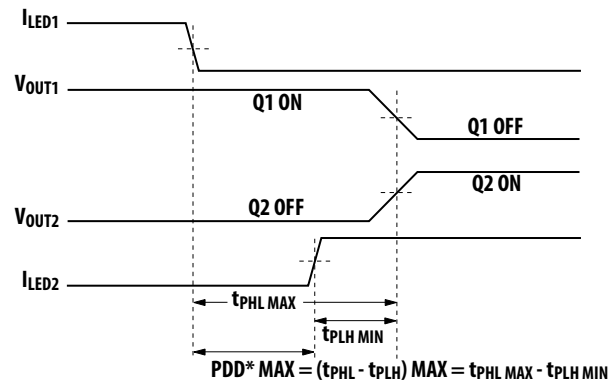 ILED1
VOUT1
Q1 ON
Q1 OFF
Q2 ON
VOUT2
Q2 OFF
ILED2
tPHL MAX
tPLH MIN
PDD* MAX = (tPHL - tPLH) MAX = tPHL MAX - tPLH MIN